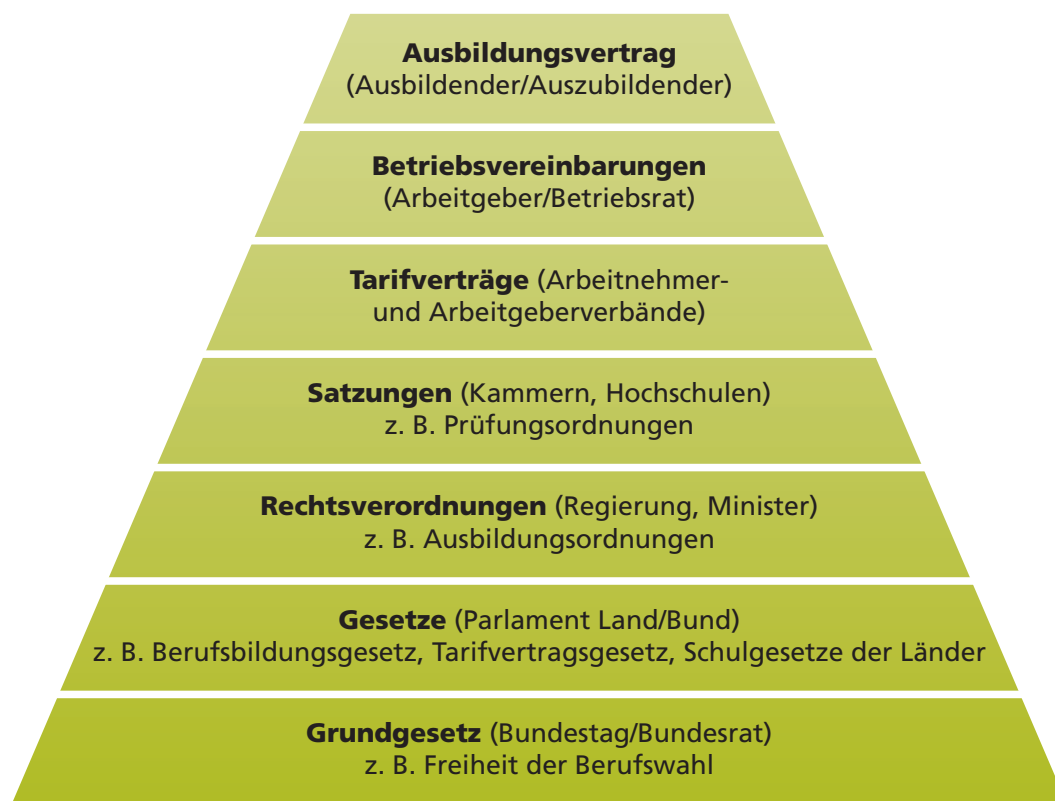 Ausbildungsvertrag
(Ausbildender/Auszubildender)
Betriebsvereinbarungen
(Arbeitgeber/Betriebsrat)
Tarifverträge (Arbeitnehmer-
und Arbeitgeberverbände)
Satzungen (Kammern, Hochschulen)
z. B. Prüfungsordnungen
Rechtsverordnungen (Regierung, Minister)
z. B. Ausbildungsordnungen
Gesetze (Parlament Land/Bund)
z. B. Berufsbildungsgesetz, Tarifvertragsgesetz, Schulgesetze der Länder
Grundgesetz (Bundestag/Bundesrat)
z. B. Freiheit der Berufswahl